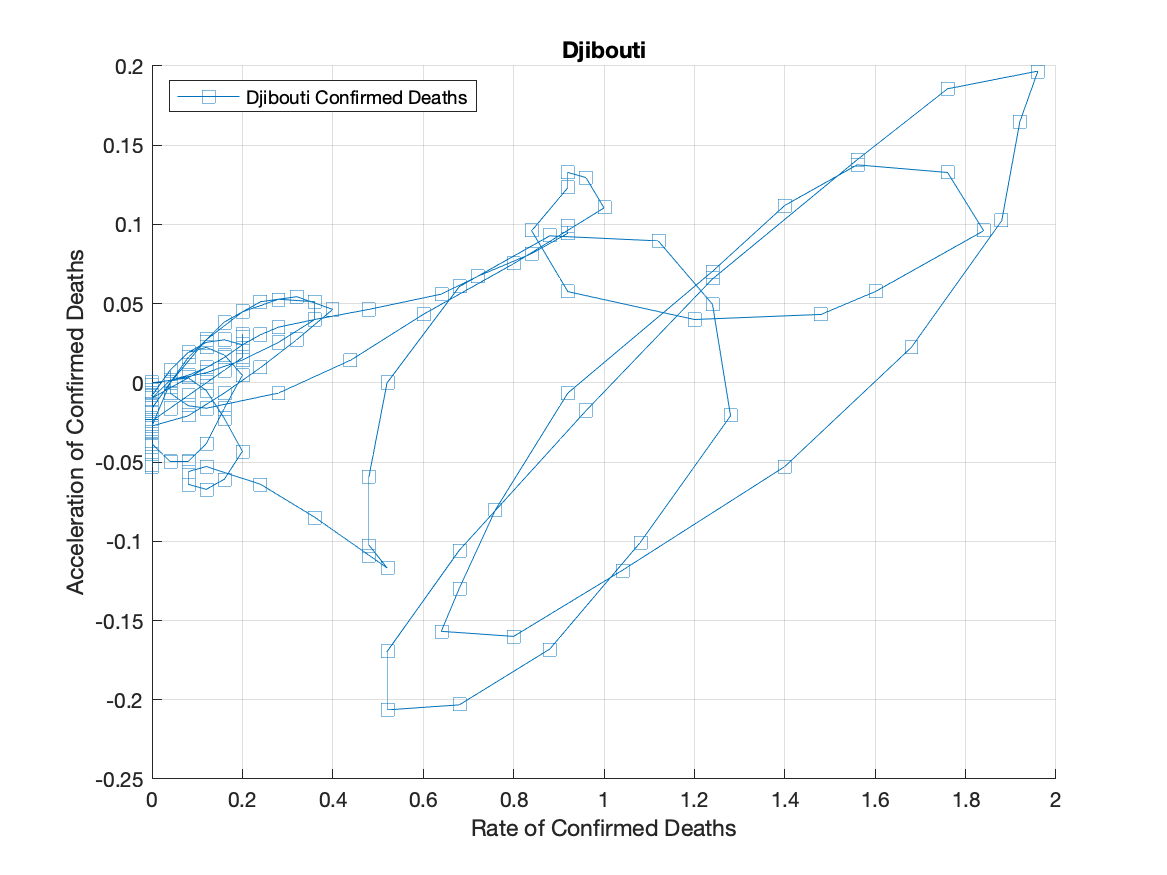 Djibouti
Djibouti Confirmed Deaths
Acceleration of Confirmed Deaths
0.2
0.15
0.1
0.05
0
-0.05
-0.1
-0.15
-0.2
-0.25
0 0.2 0.4 0.6 0.8 1 1.2 1.4 1.6 1.8 2
Rate of Confirmed Deaths